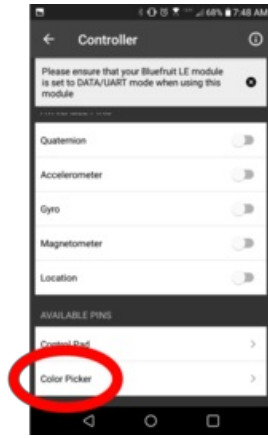 68% 7:48 AM
Controller
Please ensure that your Bluefruit LE module
is set to DATA/UART mode when using this
module
Quaternion
Accelerometer
Gyro
Magnetometer
Location
AVAILABLE PINS
Control Pad
Color Picker